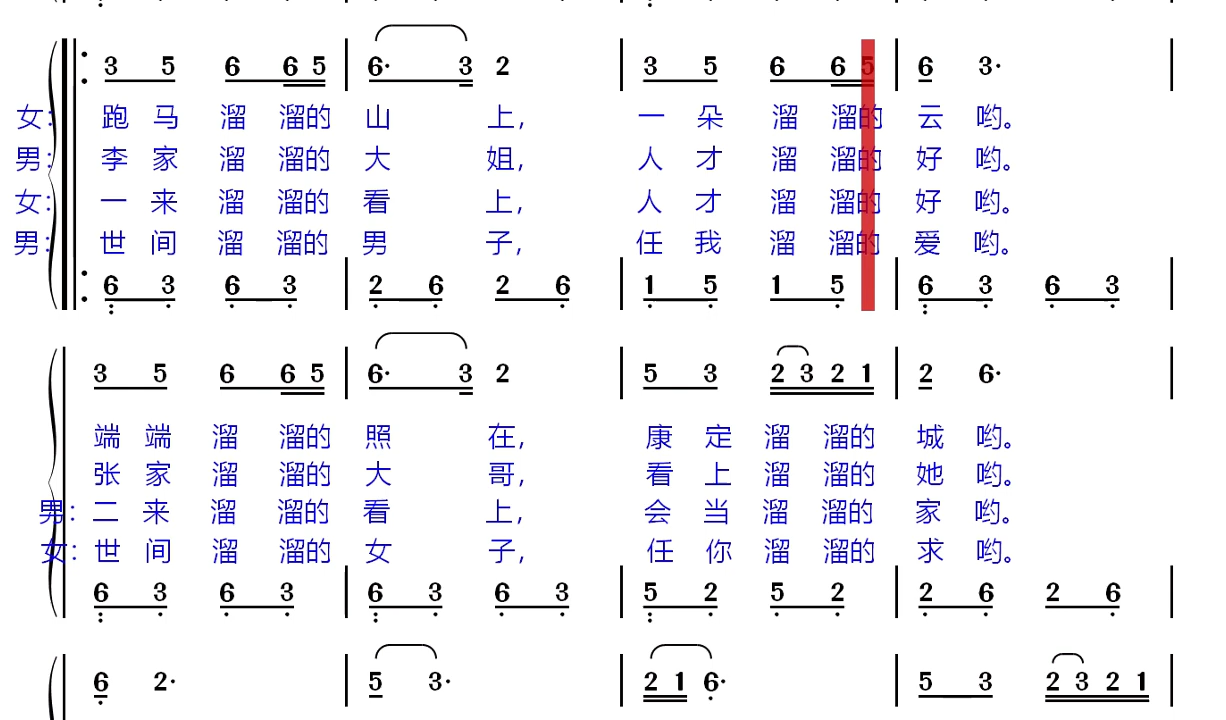 3 5 6 6 5 6· 3 2 3 5 6 6 5 6 3·
女: 跑 马 溜 溜的 山 上, 一 朵 溜 溜的 云 哟。
男: 李 家 溜 溜的 大 姐, 人 才 溜 溜的 好 哟。
女: 一 来 溜 溜的 看 上, 人 才 溜 溜的 好 哟。
男: 世 间 溜 溜的 男 子, 任 我 溜 溜的 爱 哟。
6 3 6 3 2 6 2 6 1 5 1 5 6 3 6 3
3 5 6 6 5 6· 3 2 5 3 2 3 2 1 2 6·
端 端 溜 溜的 照 在, 康 定 溜 溜的 城 哟。
张 家 溜 溜的 大 哥, 看 上 溜 溜的 她 哟。
男: 二 来 溜 溜的 看 上, 会 当 溜 溜的 家 哟。
女: 世 间 溜 溜的 女 子, 任 你 溜 溜的 求 哟。
6 3 6 3 6 3 6 3 5 2 5 2 2 6 2 6
6 2· 5 3· 2 1 6· 5 3 2 3 2 1